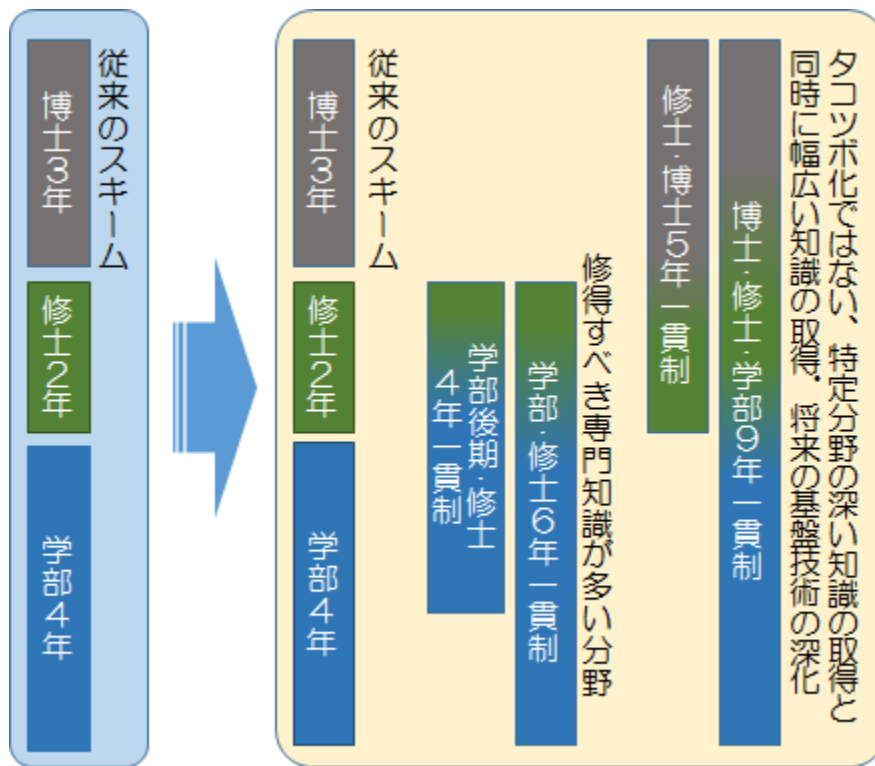 従来のスキーム
博士3年
修士2年
学部4年
従来のスキーム
博士3年
修士2年
学部4年
学部後期・修士
4年一貫制
修得すべき専門知識が多い分野
学部・修士6年一貫制
修士・博士5年一貫制
タコツボ化ではない、特定分野の深い知識の取得と
同時に幅広い知識の取得．将来の基盤技術の深化
博士・修士・学部9年一貫制